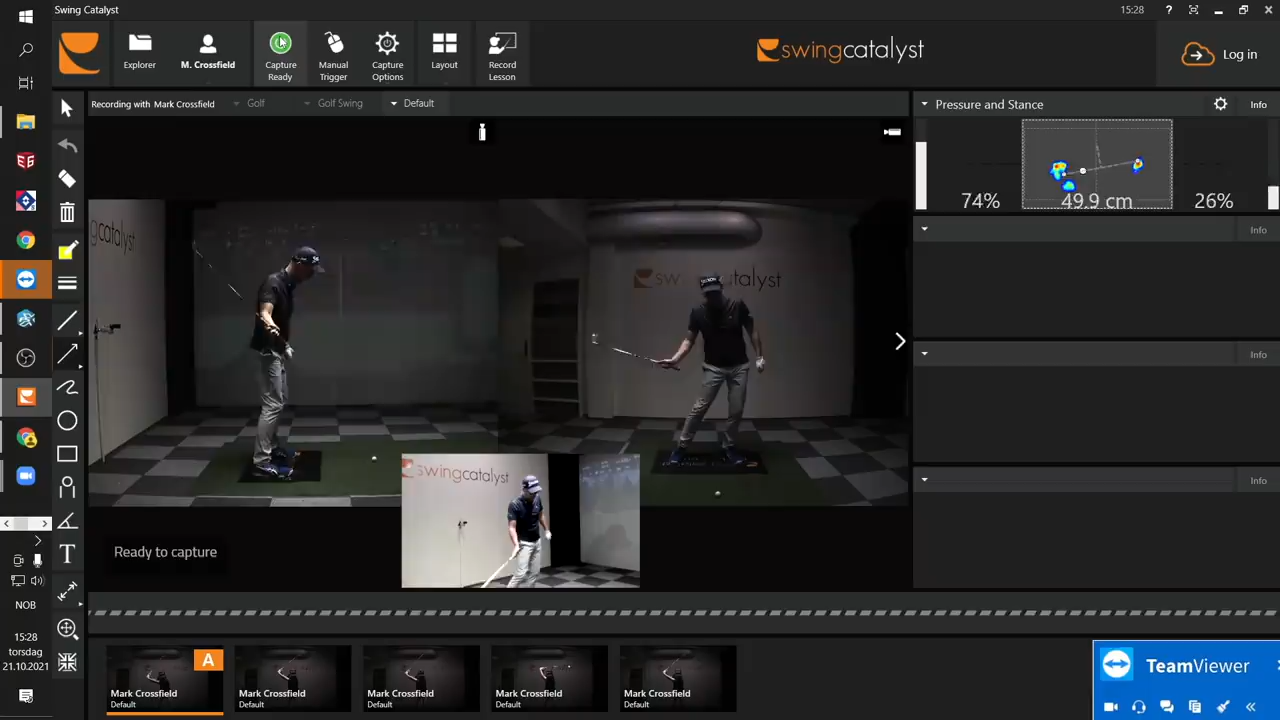 Swing Catalyst
15:28
?
Explorer
M. Crossfield
Capture Ready
Manual Trigger
Capture Options
Layout
Record Lesson
swingcatalyst
Log in
Recording with Mark Crossfield
Golf
Golf Swing
Default
Pressure and Stance
Info
74%
49.9 cm
26%
Info
Info
Info
gcatalyst
swingcatalyst
Ready to capture
T
NOB
15:28
torsdag
21.10.2021
A
Mark Crossfield
Default
Mark Crossfield
Default
Mark Crossfield
Default
Mark Crossfield
Default
Mark Crossfield
Default
TeamViewer